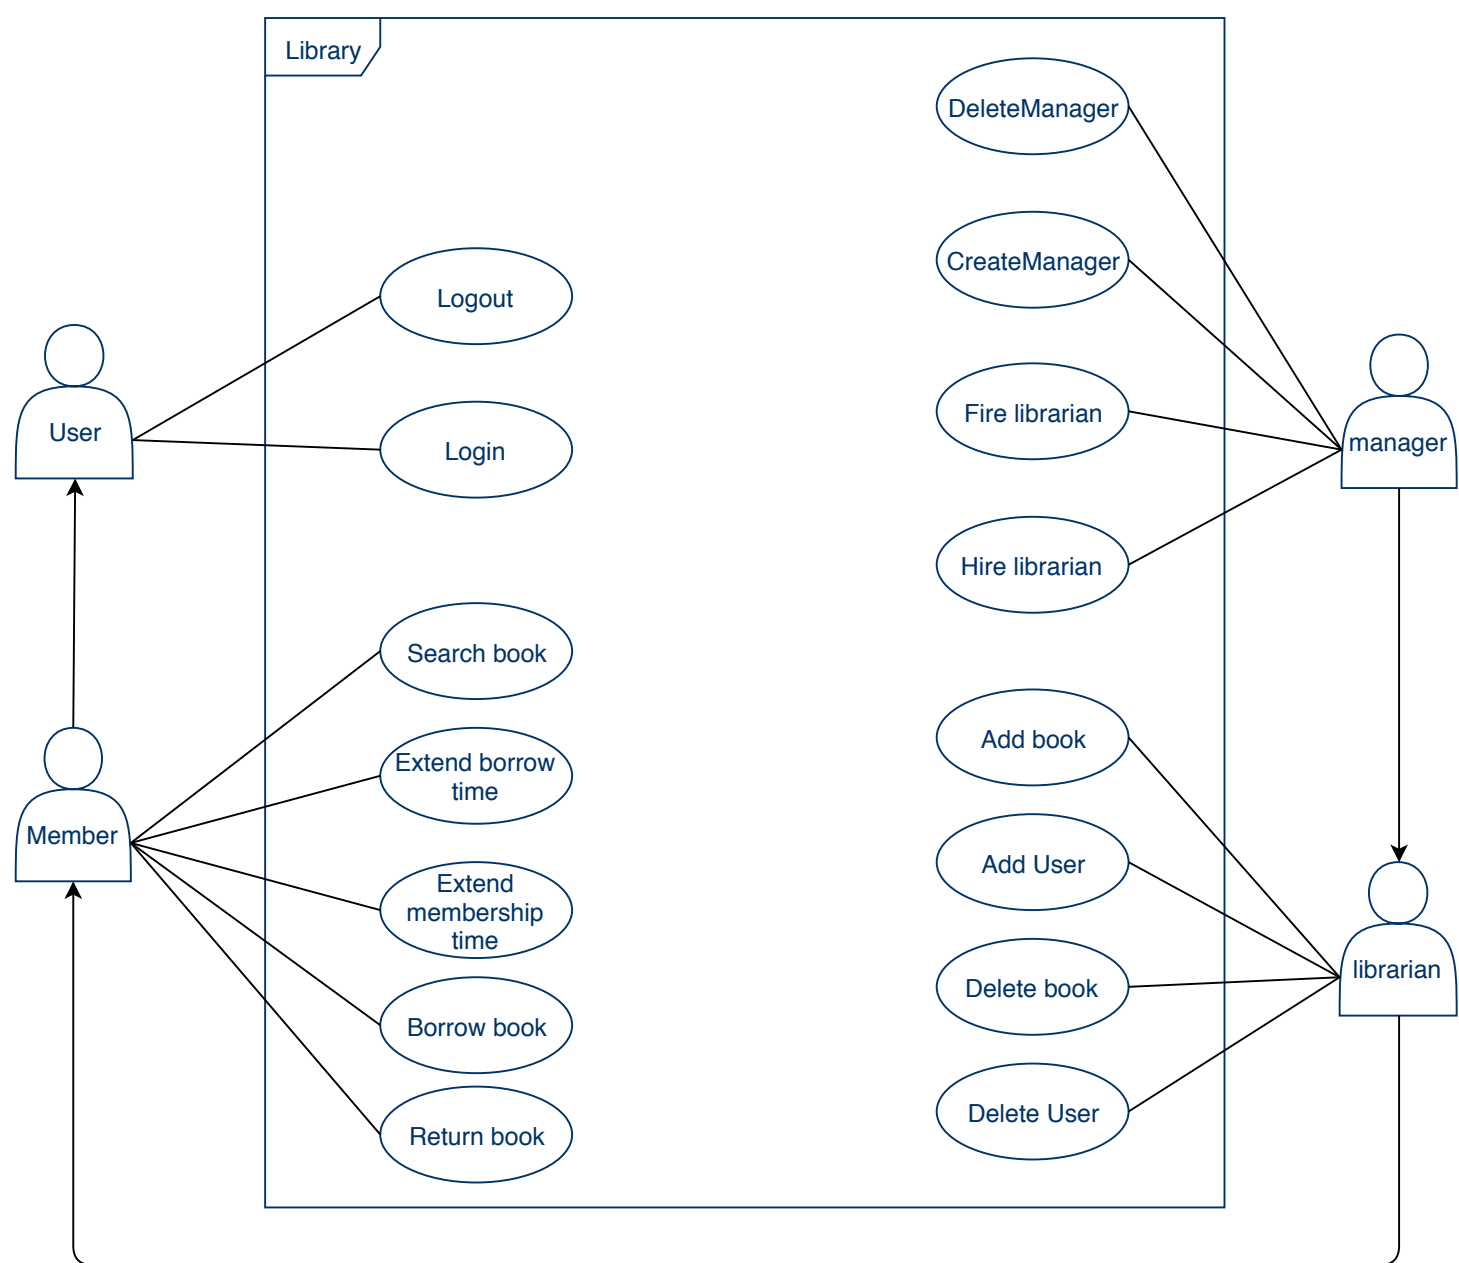 Library
DeleteManager
CreateManager
Logout
User
manager
Fire librarian
Login
Hire librarian
Search book
Add book
Extend borrow
time
Member
Add User
Extend
membership
time
librarian
Delete book
Borrow book
Delete User
Return book